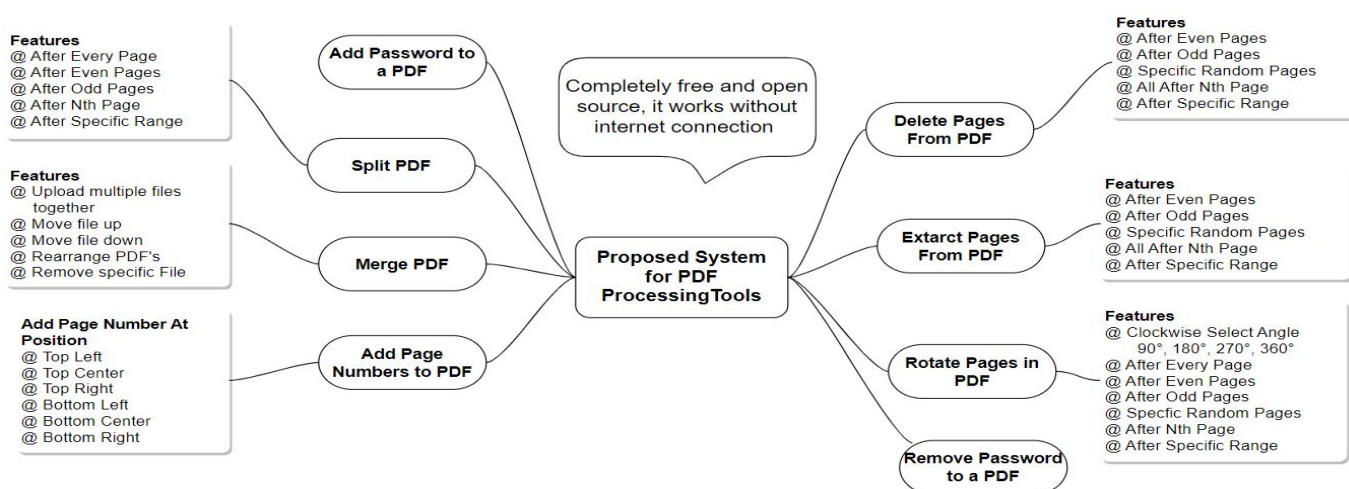 Features
@ After Every Page
@ After Even Pages
@ After Odd Pages
@ After Nth Page
@ After Specific Range
Add Password to
a PDF
Split PDF
Features
@ Upload multiple files
together
@ Move file up
@ Move file down
@ Rearrange PDF's
@ Remove specific File
Merge PDF
Add Page Number At
Position
@ Top Left
@ Top Center
@ Top Right
@ Bottom Left
@ Bottom Center
@ Bottom Right
Add Page
Numbers to PDF
Completely free and open
source, it works without
internet connection
Proposed System
for PDF
ProcessingTools
Delete Pages
From PDF
Features
@ After Even Pages
@ After Odd Pages
@ Specific Random Pages
@ All After Nth Page
@ After Specific Range
Extarct Pages
From PDF
Features
@ After Even Pages
@ After Odd Pages
@ Specific Random Pages
@ All After Nth Page
@ After Specific Range
Rotate Pages in
PDF
Features
@ Clockwise Select Angle
90°, 180°, 270°, 360°
@ After Every Page
@ After Even Pages
@ After Odd Pages
@ Specfic Random Pages
@ After Nth Page
@ After Specific Range
Remove Password
to a PDF